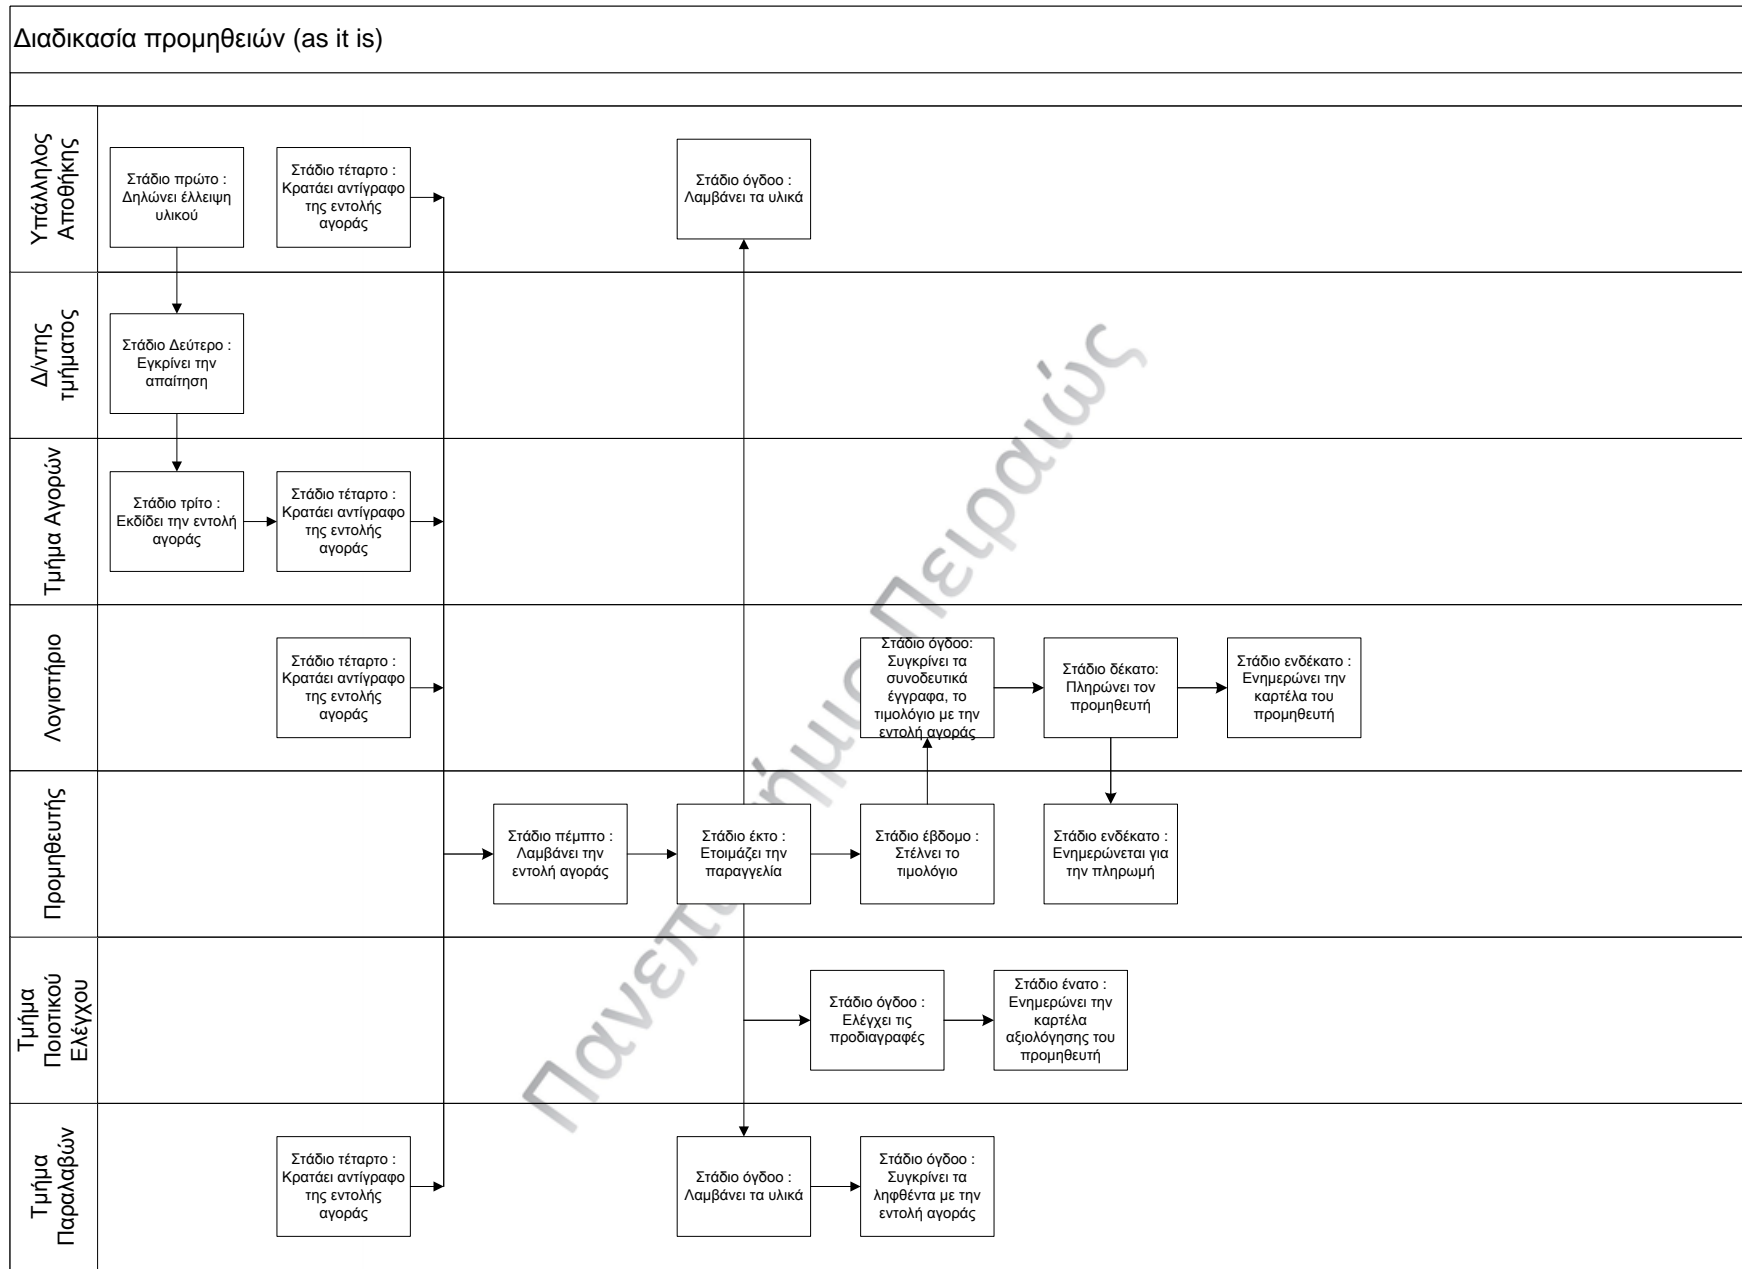 Διαδικασία προμηθειών (as it is)
Υπάλληλος
Αποθήκης
Στάδιο πρώτο :
Δηλώνει έλλειψη
υλικού
Στάδιο τέταρτο :
Κρατάει αντίγραφο
της εντολής
αγοράς
Στάδιο όγδοο :
Λαμβάνει τα υλικά
Δ/ντης
τμήματος
Στάδιο Δεύτερο :
Εγκρίνει την
απαίτηση
Τμήμα Αγορών
Στάδιο τρίτο :
Εκδίδει την εντολή
αγοράς
Στάδιο τέταρτο :
Κρατάει αντίγραφο
της εντολής
αγοράς
Λογιστήριο
Στάδιο τέταρτο :
Κρατάει αντίγραφο
της εντολής
αγοράς
Στάδιο όγδοο:
Συγκρίνει τα
συνοδευτικά
έγγραφα, το
τιμολόγιο με την
εντολή αγοράς
Στάδιο δέκατο:
Πληρώνει τον
προμηθευτή
Στάδιο ενδέκατο :
Ενημερώνει την
καρτέλα του
προμηθευτή
Προμηθευτής
Στάδιο πέμπτο :
Λαμβάνει την
εντολή αγοράς
Στάδιο έκτο :
Ετοιμάζει την
παραγγελία
Στάδιο έβδομο :
Στέλνει το
τιμολόγιο
Στάδιο ενδέκατο :
Ενημερώνεται για
την πληρωμή
Τμήμα
Ποιοτικού
Ελέγχου
Στάδιο όγδοο :
Ελέγχει τις
προδιαγραφές
Στάδιο ένατο :
Ενημερώνει την
καρτέλα
αξιολόγησης του
προμηθευτή
Τμήμα
Παραλαβών
Στάδιο τέταρτο :
Κρατάει αντίγραφο
της εντολής
αγοράς
Στάδιο όγδοο :
Λαμβάνει τα υλικά
Στάδιο όγδοο :
Συγκρίνει τα
ληφθέντα με την
εντολή αγοράς
Πανεπιστήμιο Πειραιώς